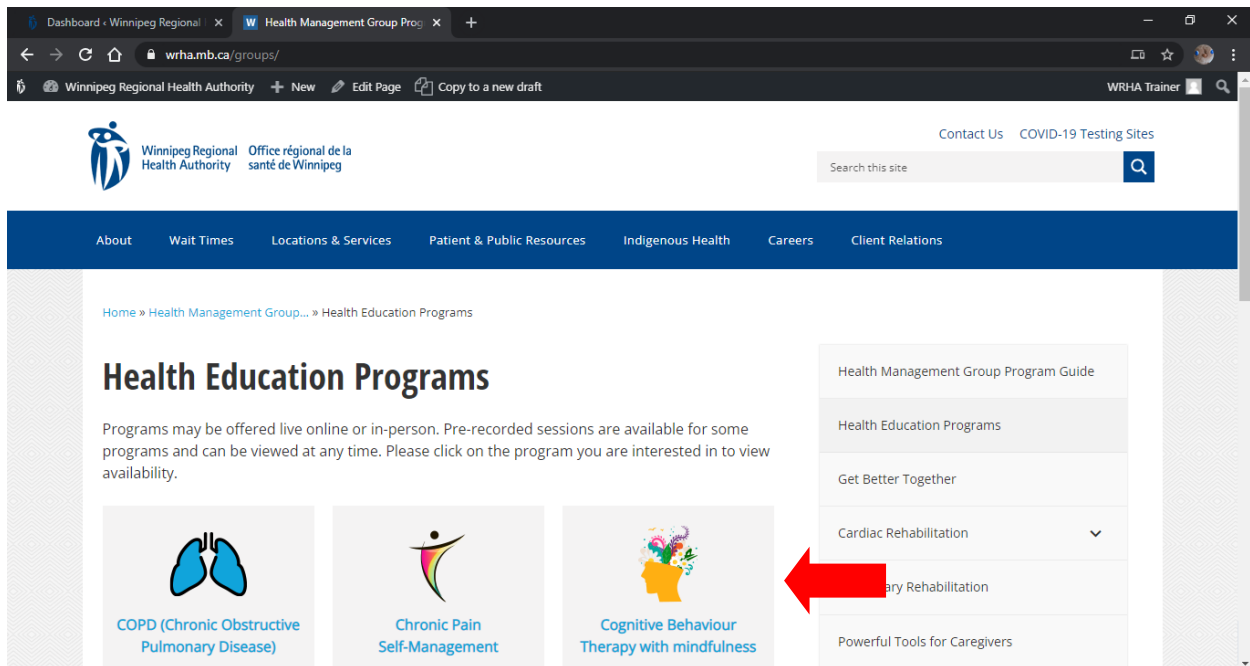 Dashboard ‹ Winnipeg Regional
Health Management Group Prog
wrha.mb.ca/groups/
Winnipeg Regional Health Authority New Edit Page Copy to a new draft WRHA Trainer
Contact Us COVID-19 Testing Sites
Winnipeg Regional Office régional de la
Health Authority santé de Winnipeg
Search this site
About Wait Times Locations & Services Patient & Public Resources Indigenous Health Careers Client Relations
Home » Health Management Group... » Health Education Programs
Health Education Programs
Programs may be offered live online or in-person. Pre-recorded sessions are available for some
programs and can be viewed at any time. Please click on the program you are interested in to view
availability.
COPD (Chronic Obstructive
Pulmonary Disease)
Chronic Pain
Self-Management
Cognitive Behaviour
Therapy with mindfulness
Health Management Group Program Guide
Health Education Programs
Get Better Together
Cardiac Rehabilitation
Rehabilitation
Powerful Tools for Caregivers